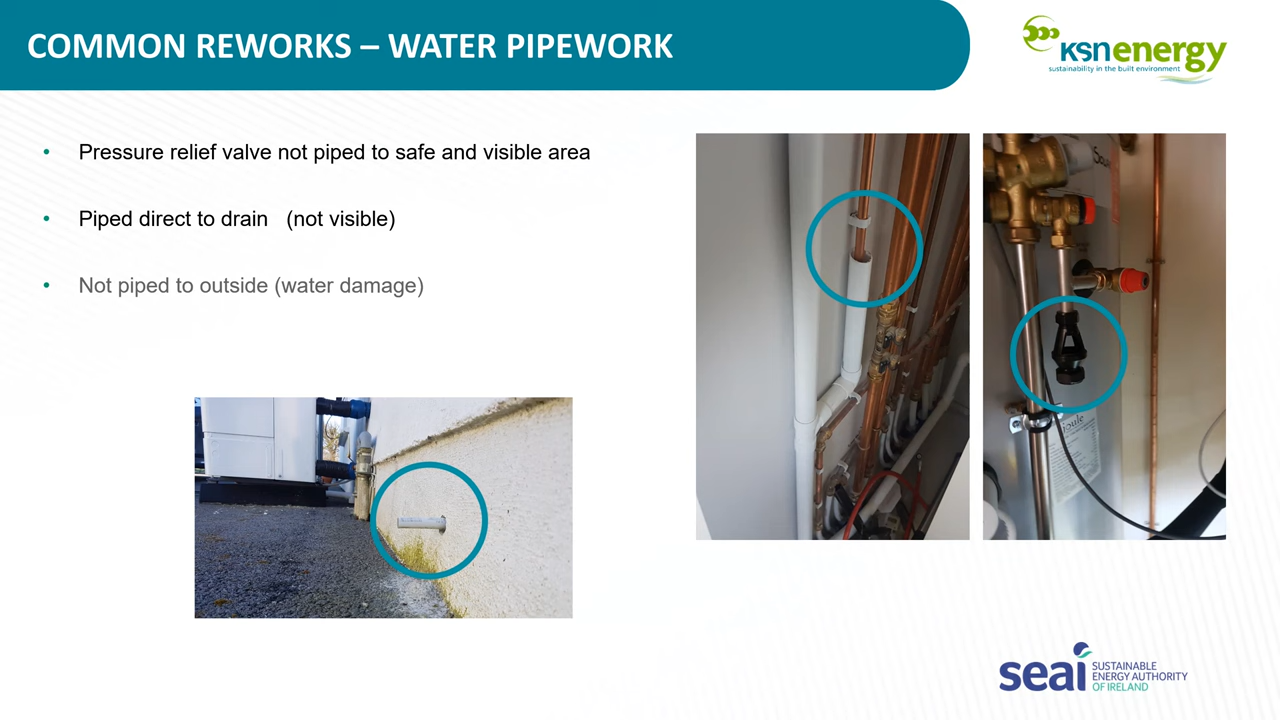 COMMON REWORKS – WATER PIPEWORK
KSNenergy
sustainability in the built environment
• Pressure relief valve not piped to safe and visible area
• Piped direct to drain (not visible)
• Not piped to outside (water damage)
joule
seai
SUSTAINABLE
ENERGY AUTHORITY
OF IRELAND